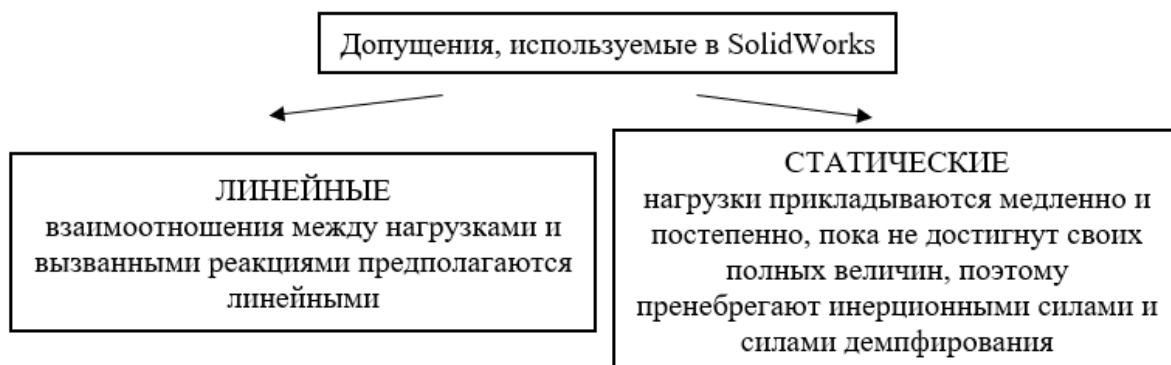 Допущения, используемые в SolidWorks
ЛИНЕЙНЫЕ
взаимоотношения между нагрузками и
вызванными реакциями предполагаются
линейными
СТАТИЧЕСКИЕ
нагрузки прикладываются медленно и
постепенно, пока не достигнут своих
полных величин, поэтому
пренебрегают инерционными силами и
силами демпфирования